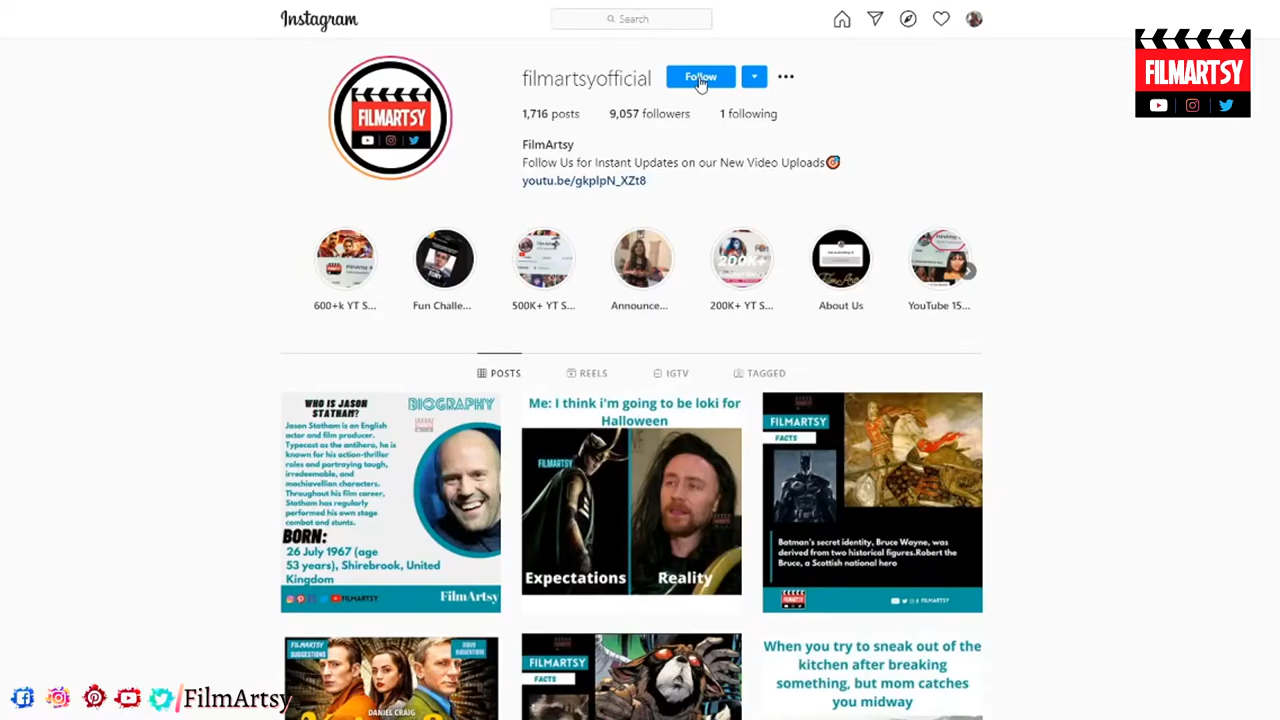 Instagram
Search
FILMARTSY
filmartsyofficial
Follow
1,716 posts 9,057 followers 1 following
FilmArtsy
Follow Us for Instant Updates on our New Video Uploads🎯
youtu.be/gkplpN_XZt8
FILMARTSY
200K+
600+k YT S... Fun Challe... 500K+ YT S... Announce... 200K+ YT S... About Us YouTube 15...
POSTS REELS IGTV TAGGED
WHO IS JASON
STATHAM?
BIOGRAPHY
Jason Statham is an English
actor and film producer.
Typecast as the antihero, he is
known for his action-thriller
roles and portraying tough,
irredeemable, and
machiavellian characters.
Throughout his film career,
Statham has regularly
performed his own stage
combat and stunts.
BORN:
26 July 1967 (age
53 years), Shirebrook, United
Kingdom
FILMARTSY
FilmArtsy
Me: I think i'm going to be loki for
Halloween
FILMARTSY
Expectations Reality
FILMARTSY
FACTS
Batman's secret identity, Bruce Wayne, was
derived from two historical figures.Robert the
Bruce, a Scottish national hero
FILMARTSY
FILMARTSY
SUGGESTIONS
MOVIE
SUGGESTION
DANIEL CRAIG
FILMARTSY
FACTS
When you try to sneak out of the
kitchen after breaking
something, but mom catches
you midway
/FilmArtsy